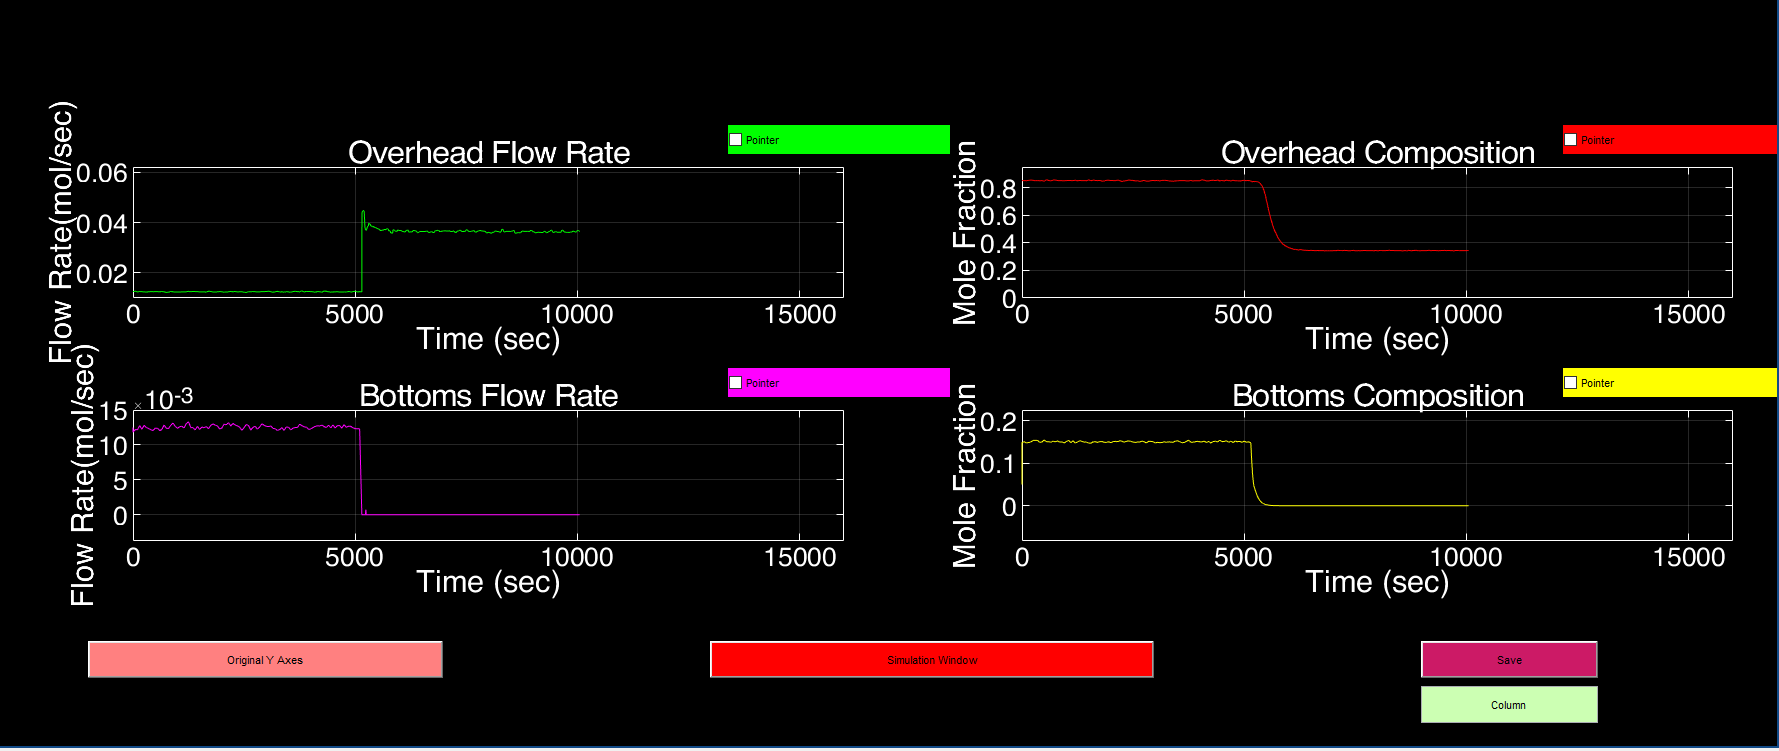 Pointer
Overhead Flow Rate
Flow Rate(mol/sec)
0.06
0.04
0.02
0
5000
10000
15000
Time (sec)
Pointer
Overhead Composition
Mole Fraction
0.8
0.6
0.4
0.2
0
0
5000
10000
15000
Time (sec)
Pointer
Bottoms Flow Rate
×10-3
Flow Rate(mol/sec)
15
10
5
0
0
5000
10000
15000
Time (sec)
Pointer
Bottoms Composition
Mole Fraction
0.2
0.1
0
0
5000
10000
15000
Time (sec)
Original Y Axes
Simulation Window
Save
Column